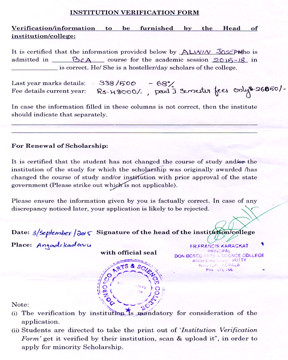 INSTITUTION VERIFICATION FORM
Verification/information to be furnished by the Head of
institution/college:
It is certified that the information provided below by ALWIN JOSEPH is
admitted in BCA course for the academic session 2015-18, in
is correct. He/ She is a hosteller/day scholars of the college.
Last year marks details: 338/500 - 68%
Fee details current year: Rs. 48000/-, paid 3 semester fees only
In case the information filled in these columns is not correct, then the institute
should indicate that separately.
For Renewal of Scholarship:
It is certified that the student has not changed the course of study and/or the
institution of the study for which the scholarship was originally awarded /has
changed the course of study and/or institution with prior approval of the state
government (Please strike out which is not applicable).
Please ensure the information given by you is factually correct. In case of any
discrepancy noticed later, your application is likely to be rejected.
Date: 3/September/2015 Signature of the head of the institution/college
Place: Angadikadavu
with official seal
FR.FRANCIS KARACKAT
PRINCIPAL
DON BOSCO ARTS & SCIENCE COLLEGE
DON BOSCO ARTS & SCIENCE
Note:
(i) The verification by institution is mandatory for consideration of the
application.
(ii) Students are directed to take the print out of 'Institution Verification
Form' get it verified by their institution, scan & upload it", in order to
apply for minority Scholarship.